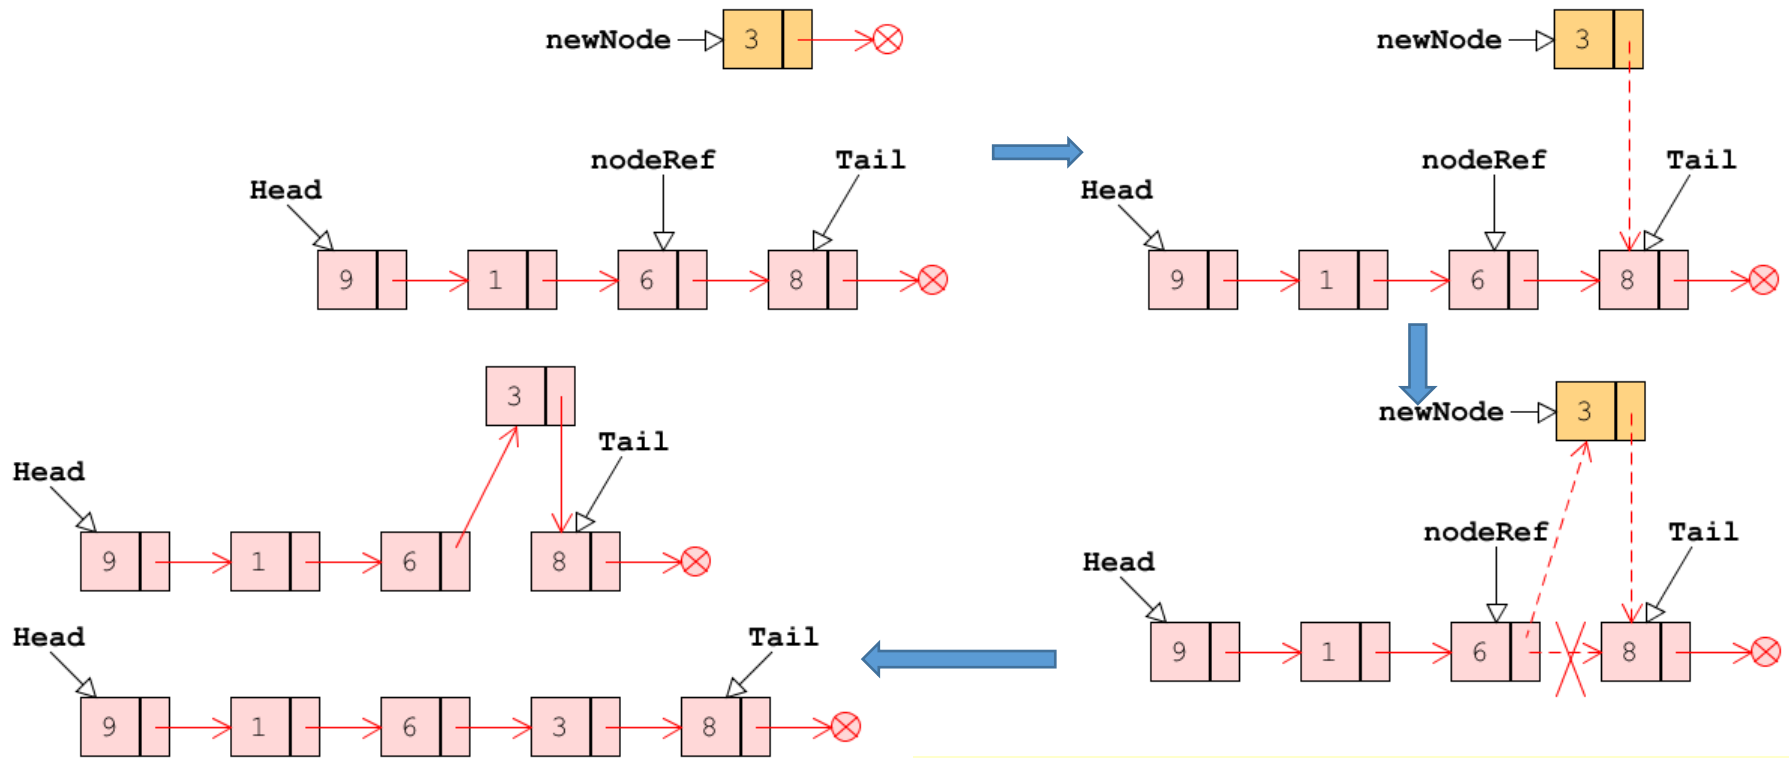 newNode 3
nodeRef Tail
Head
9 1 6 8
newNode 3
nodeRef Tail
Head
9 1 6 8
newNode 3
nodeRef Tail
Head
9 1 6 8
3
Tail
Head
9 1 6 8
Head Tail
9 1 6 3 8